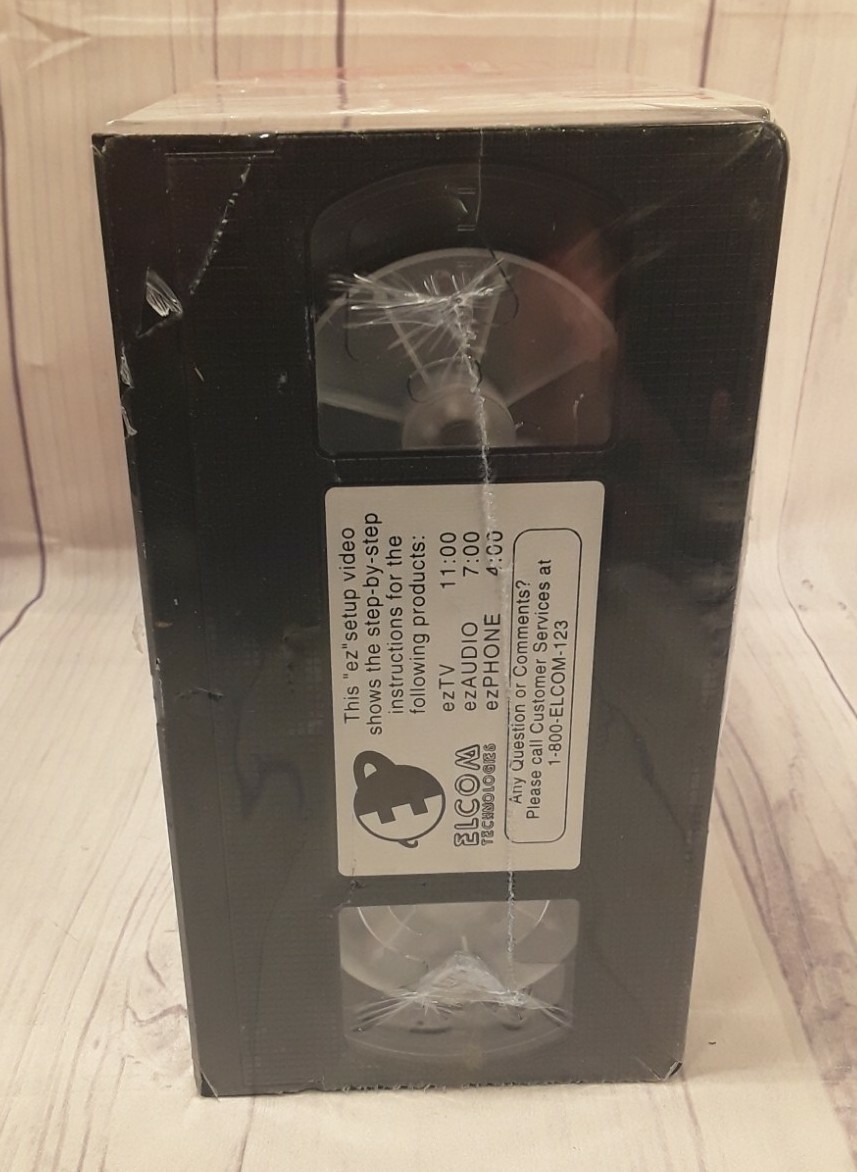 This "ez" setup video
shows the step-by-step
instructions for the
following products:
ezTV 11:00
ezAUDIO 7:00
ezPHONE 4:00
ELCOM
TECHNOLOGIES
Any Question or Comments?
Please call Customer Services at
1-800-ELCOM-123